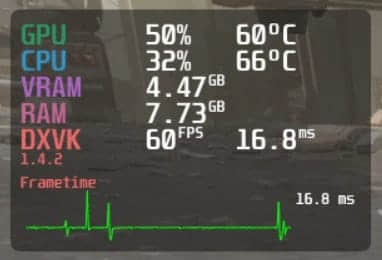 GPU 50% 60°C
CPU 32% 66°C
VRAM 4.47GB
RAM 7.73GB
DXVK 60FPS 16.8ms
1.4.2
Frametime
16.8 ms